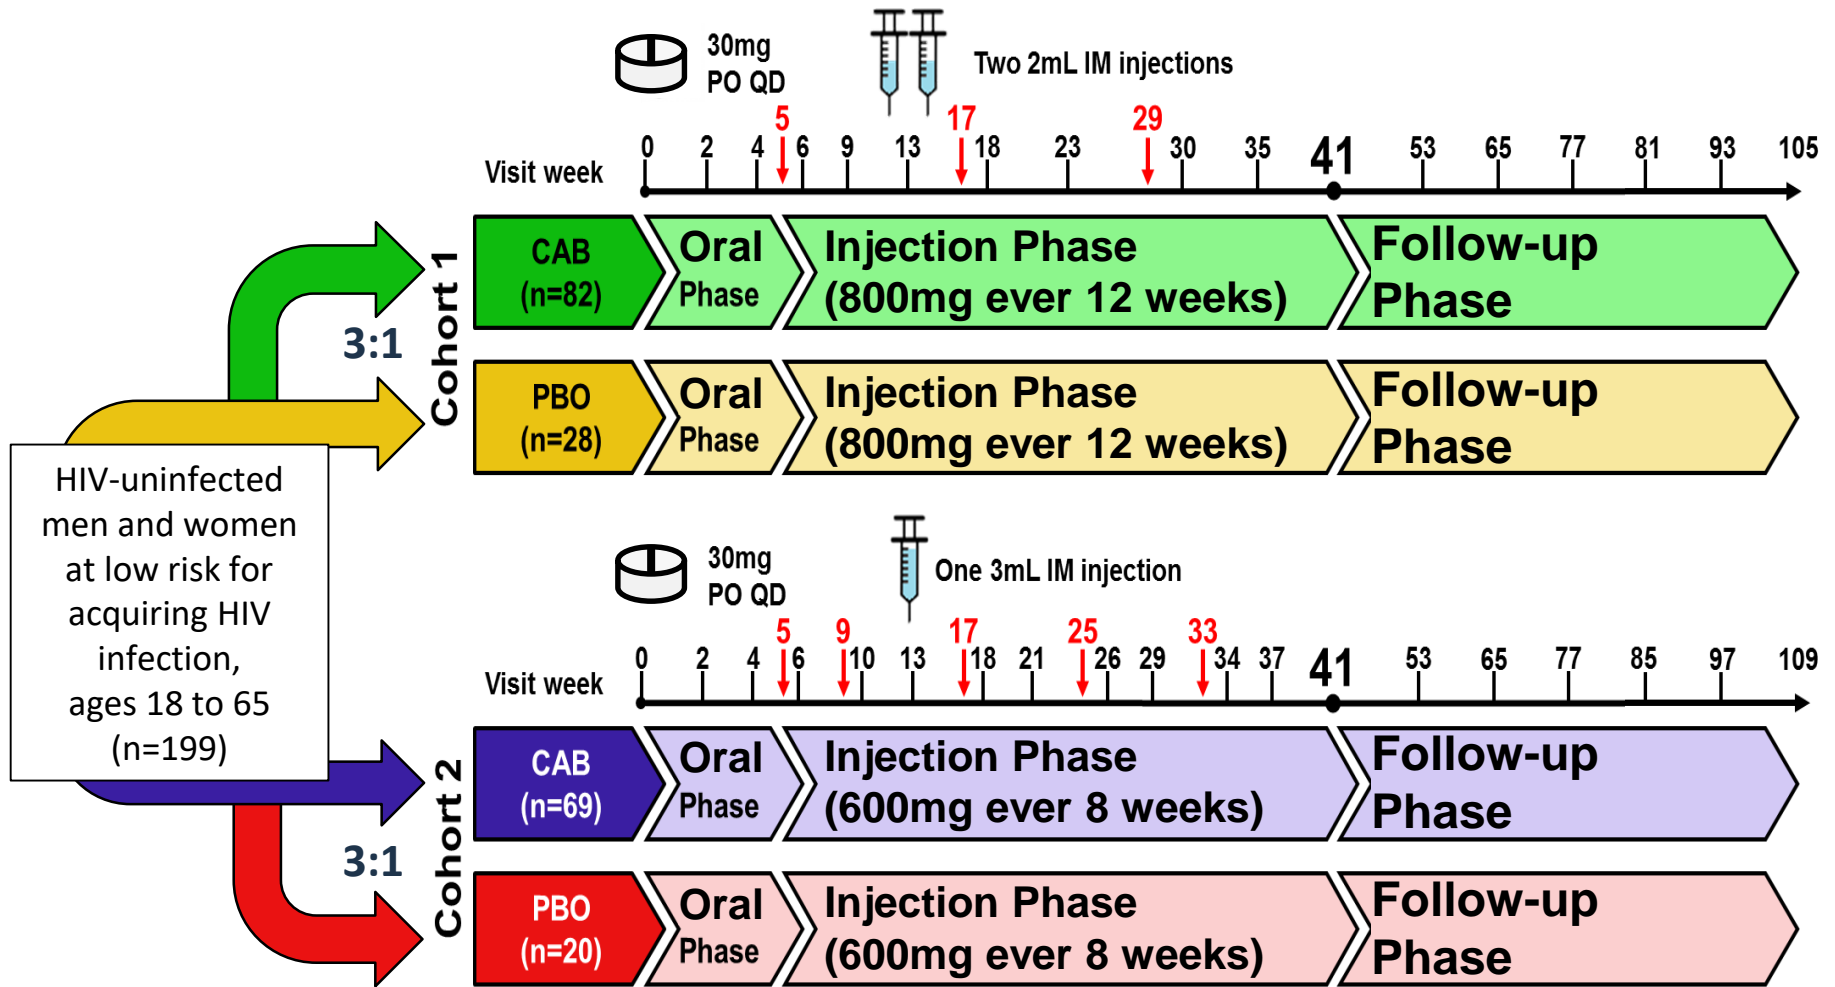 30mg
PO QD
Two 2mL IM injections
5 17 29
Visit week 0 2 4 6 9 13 18 23 30 35 41 53 65 77 81 93 105
Cohort 1
3:1
CAB
(n=82)
Oral
Phase
Injection Phase
(800mg ever 12 weeks)
Follow-up
Phase
PBO
(n=28)
Oral
Phase
Injection Phase
(800mg ever 12 weeks)
Follow-up
Phase
HIV-uninfected
men and women
at low risk for
acquiring HIV
infection,
ages 18 to 65
(n=199)
30mg
PO QD
One 3mL IM injection
5 9 17 25 33
Visit week 0 2 4 6 10 13 18 21 26 29 34 37 41 53 65 77 85 97 109
Cohort 2
3:1
CAB
(n=69)
Oral
Phase
Injection Phase
(600mg ever 8 weeks)
Follow-up
Phase
PBO
(n=20)
Oral
Phase
Injection Phase
(600mg ever 8 weeks)
Follow-up
Phase